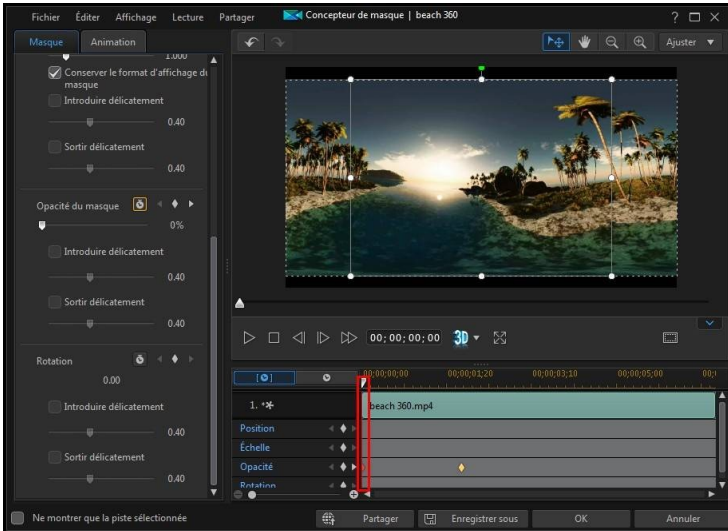 Fichier Éditer Affichage Lecture Partager Concepteur de masque | beach 360 ?
Masque Animation Ajuster
1.000
Conserver le format d'affichage du
masque
Introduire délicatement
0.40
Sortir délicatement
0.40
Opacité du masque
0%
Introduire délicatement
0.40
Sortir délicatement
0.40
Rotation
0.00
Introduire délicatement
0.40
Sortir délicatement
0.40
00;00;00;00 3D
00;00;00;00 00;00;01;20 00;00;03;10 00;00;05;00 00;
1. beach 360.mp4
Position
Échelle
Opacité
Rotation
Ne montrer que la piste sélectionnée Partager Enregistrer sous OK Annuler